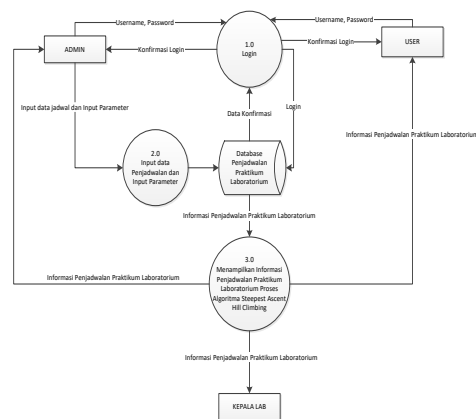 Username, Password
Username, Password
ADMIN
Konfirmasi Login
1.0
Login
Konfirmasi Login
USER
Input data jadwal dan Input Parameter
Data Konfirmasi
Login
Informasi Penjadwalan Praktikum Laboratorium
2.0
Input data
Penjadwalan dan
Input Parameter
Database
Penjadwalan
Praktikum
Laboratorium
Informasi Penjadwalan Praktikum Laboratorium
3.0
Menampilkan Informasi
Penjadwalan Praktikum
Laboratorium Proses
Algoritma Steepest Ascent
Hill Climbing
Informasi Penjadwalan Praktikum Laboratorium
Informasi Penjadwalan Praktikum Laboratorium
KEPALA LAB